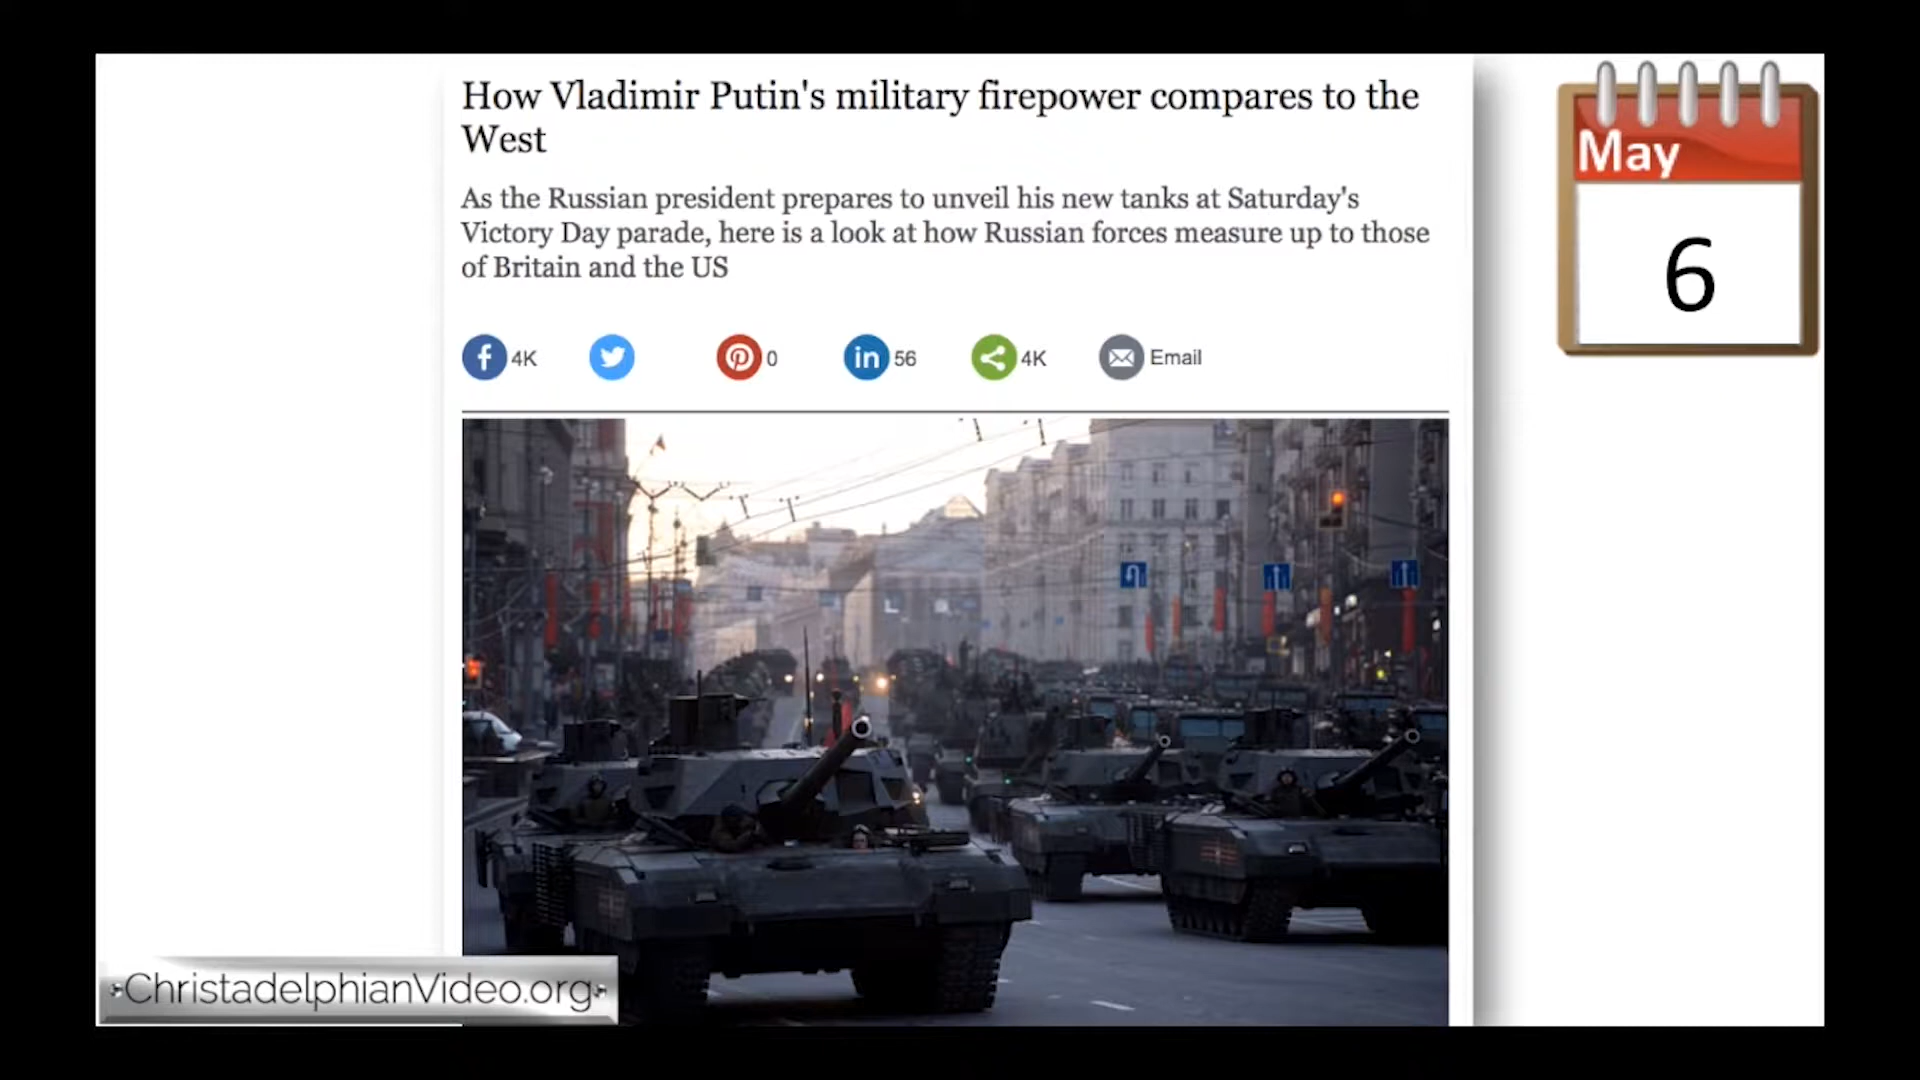 How Vladimir Putin's military firepower compares to the
West
As the Russian president prepares to unveil his new tanks at Saturday's
Victory Day parade, here is a look at how Russian forces measure up to those
of Britain and the US
4K
0
in 56
4K
Email
May
6
ChristadelphianVideo.org